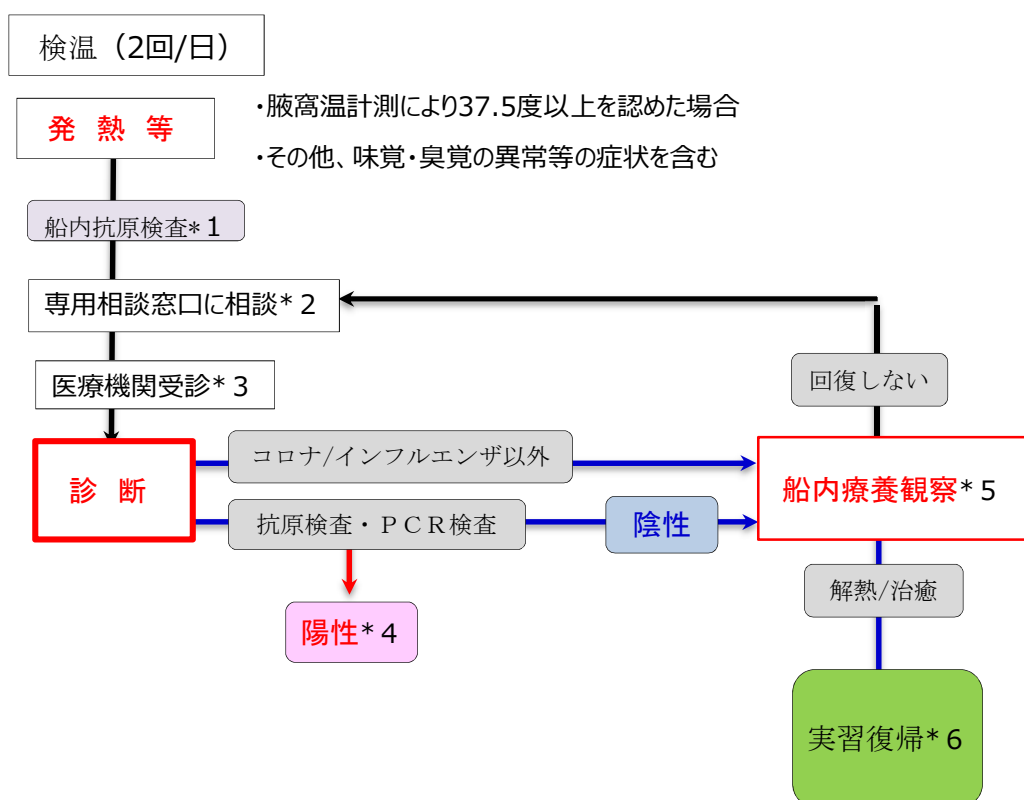 検温（2回/日）
発 熱 等
・腋窩温計測により37.5度以上を認めた場合
・その他、味覚・臭覚の異常等の症状を含む
船内抗原検査*1
専用相談窓口に相談*2
医療機関受診*3
回復しない
診 断
コロナ/インフルエンザ以外
船内療養観察*5
抗原検査・ＰＣＲ検査
陰性
陽性*4
解熱/治癒
実習復帰*6